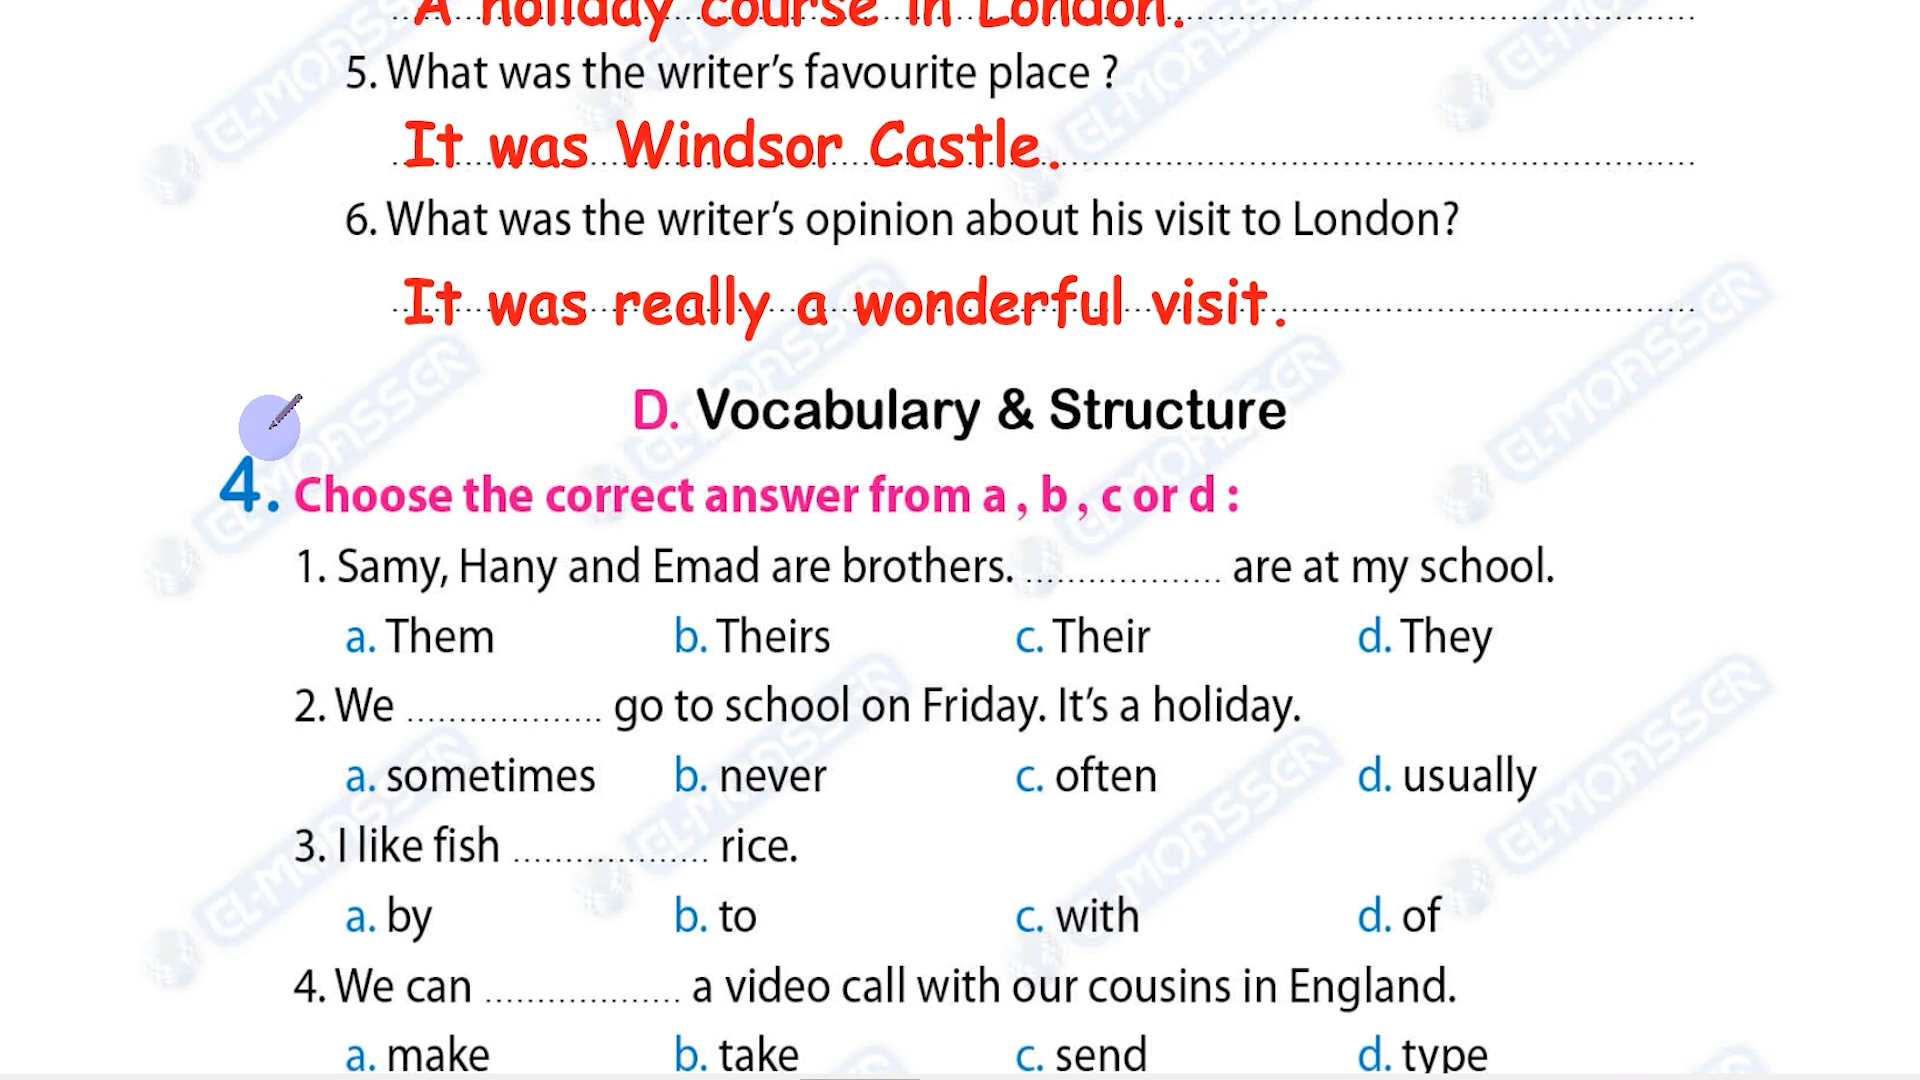 A holiday course in London.
5. What was the writer's favourite place ?
It was Windsor Castle.
6. What was the writer's opinion about his visit to London?
It was really a wonderful visit.
D. Vocabulary & Structure
4. Choose the correct answer from a , b , c or d :
1. Samy, Hany and Emad are brothers. ................... are at my school.
a. Them b. Theirs c. Their d. They
2. We ................... go to school on Friday. It's a holiday.
a. sometimes b. never c. often d. usually
3. I like fish ................... rice.
a. by b. to c. with d. of
4. We can ................... a video call with our cousins in England.
a. make b. take c. send d. type